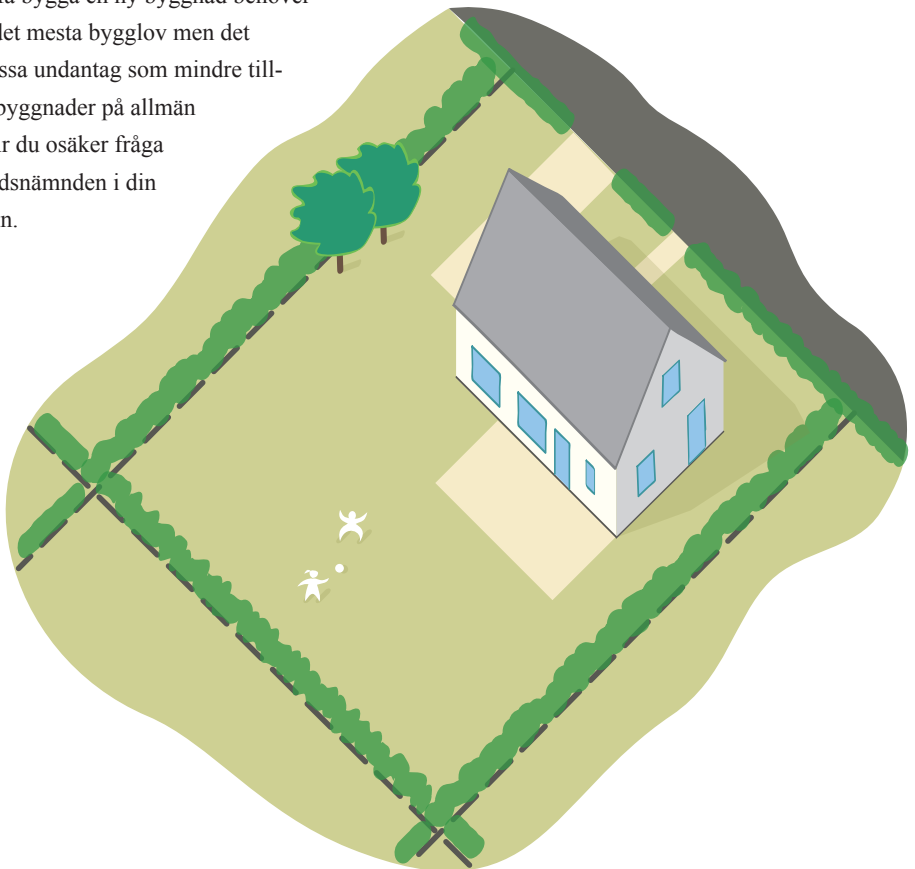 bygga en ny byggnad behöver
det mesta bygglov men det
ssa undantag som mindre till-
byggnader på allmän
r du osäker fråga
dsnämnden i din
n.